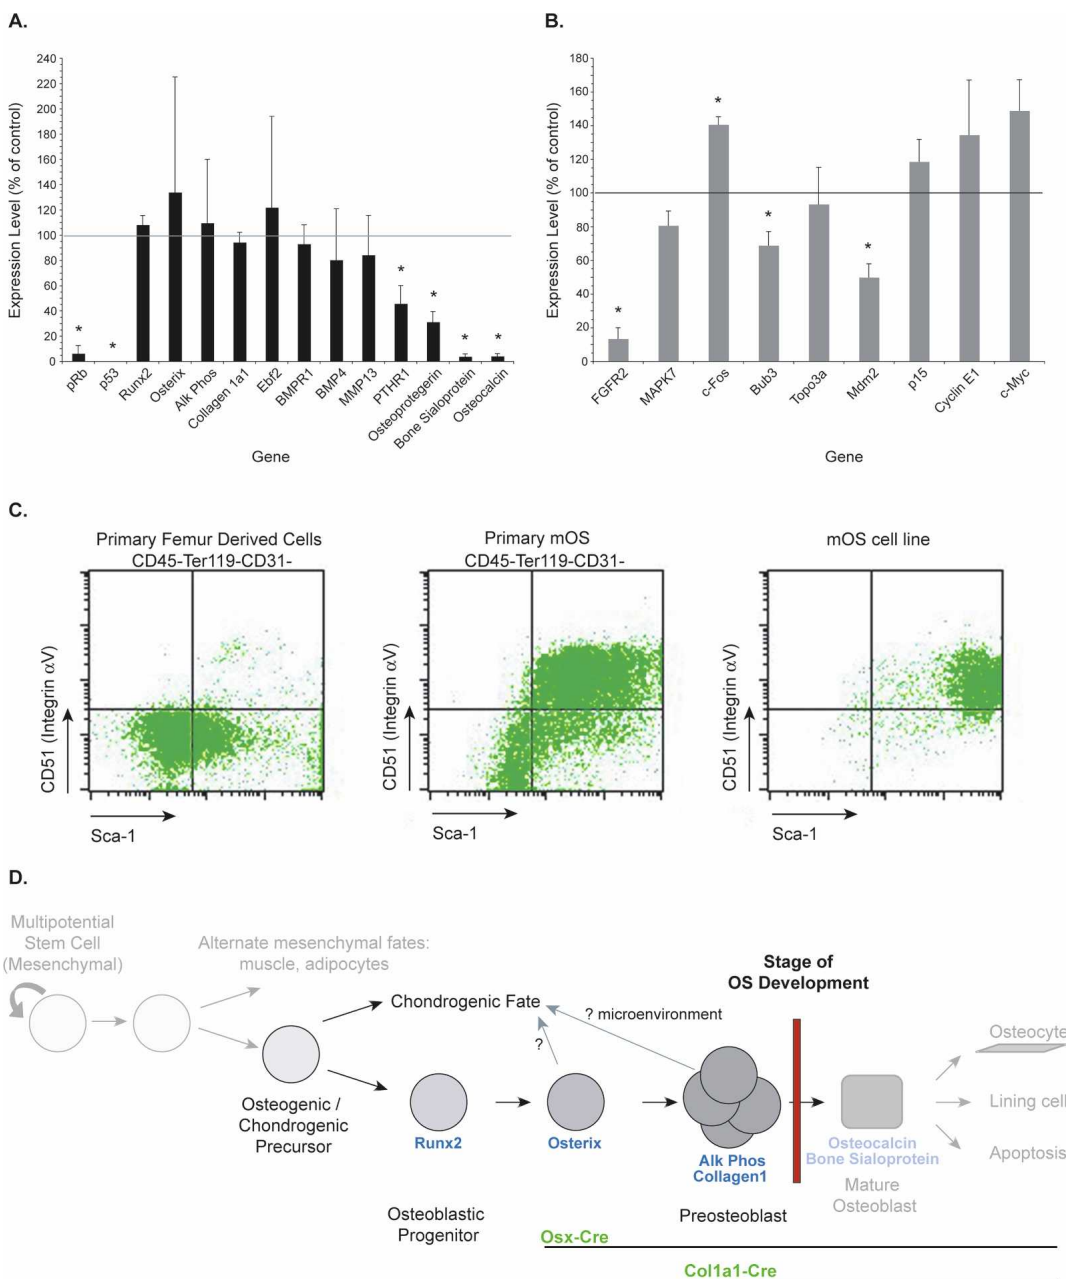 A.
Expression Level (% of control)
240
220
200
180
160
140
120
100
80
60
40
20
0
*
*
*
*
*
*
pRb
p53
Runx2
Osterix
Alk Phos
Collagen 1a1
Ebf2
BMPR1
BMP4
MMP13
PTHR1
Osteoprotegerin
Bone Sialoprotein
Osteocalcin
Gene
B.
Expression Level (% of control)
180
160
140
120
100
80
60
40
20
0
*
*
*
*
FGFR2
MAPK7
c-Fos
Bub3
Topo3a
Mdm2
p15
Cyclin E1
c-Myc
Gene
C.
Primary Femur Derived Cells
CD45-Ter119-CD31-
CD51 (Integrin αV)
Sca-1
Primary mOS
CD45-Ter119-CD31-
CD51 (Integrin αV)
Sca-1
mOS cell line
CD51 (Integrin αV)
Sca-1
D.
Multipotential
Stem Cell
(Mesenchymal)
Alternate mesenchymal fates:
muscle, adipocytes
Chondrogenic Fate
? microenvironment
?
Stage of
OS Development
Osteogenic /
Chondrogenic
Precursor
Runx2
Osterix
Alk Phos
Collagen1
Osteocalcin
Bone Sialoprotein
Osteocyte
Lining cell
Apoptosis
Osteoblastic
Progenitor
Preosteoblast
Mature
Osteoblast
Osx-Cre
Col1a1-Cre